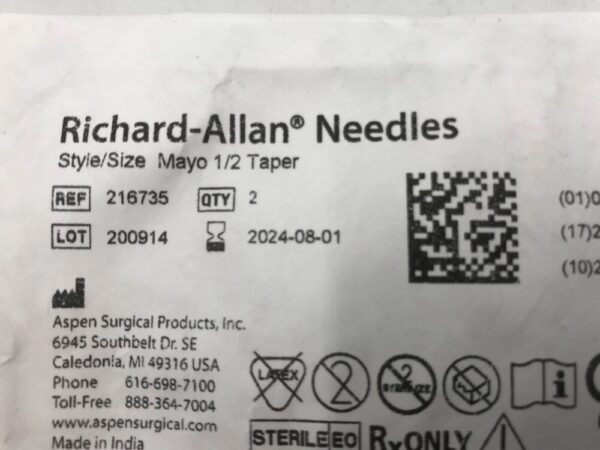 Richard-Allan® Needles
Style/Size Mayo 1/2 Taper
REF 216735 QTY 2
LOT 200914 2024-08-01
(01)0
(17)2
(10)2
Aspen Surgical Products, Inc.
6945 Southbelt Dr. SE
Caledonia, MI 49316 USA
Phone 616-698-7100
Toll-Free 888-364-7004
www.aspensurgical.com
Made in India
LATEX 2 2 STERILIZE i
STERILE EO Rx ONLY